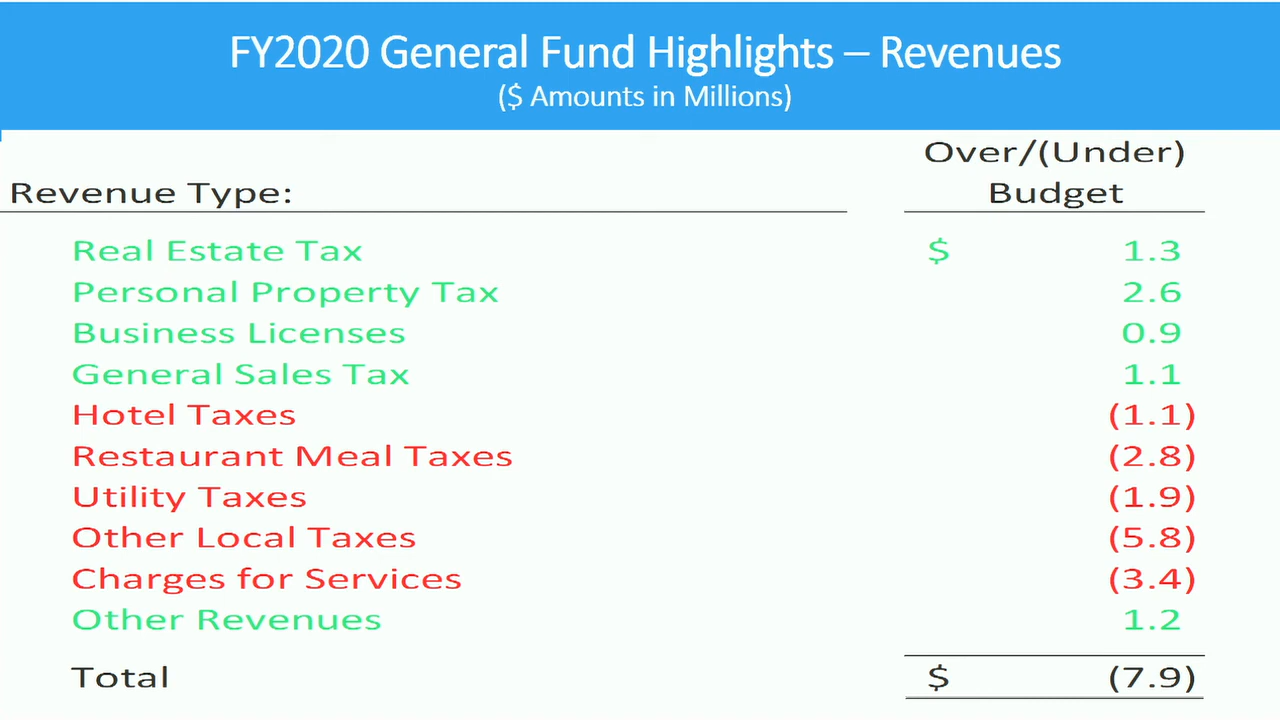 FY2020 General Fund Highlights – Revenues
($ Amounts in Millions)
Over/(Under)
Revenue Type: Budget
Real Estate Tax $ 1.3
Personal Property Tax 2.6
Business Licenses 0.9
General Sales Tax 1.1
Hotel Taxes (1.1)
Restaurant Meal Taxes (2.8)
Utility Taxes (1.9)
Other Local Taxes (5.8)
Charges for Services (3.4)
Other Revenues 1.2
Total $ (7.9)